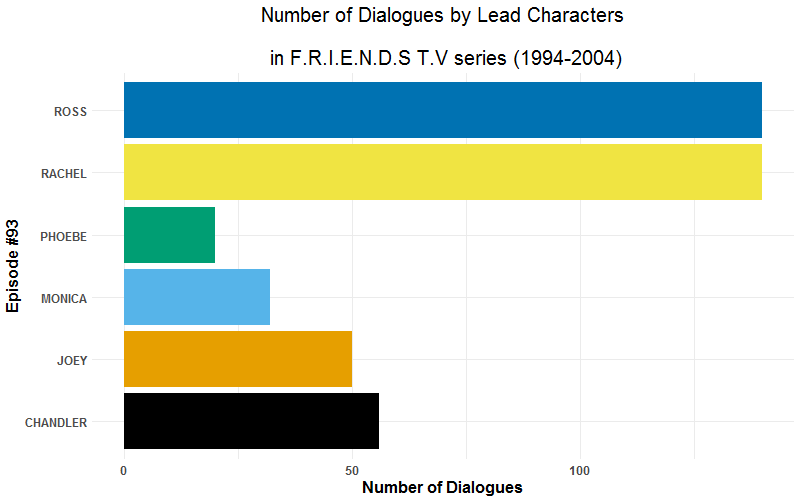 Number of Dialogues by Lead Characters
in F.R.I.E.N.D.S T.V series (1994-2004)
Episode #93
ROSS
RACHEL
PHOEBE
MONICA
JOEY
CHANDLER
0 50 100
Number of Dialogues